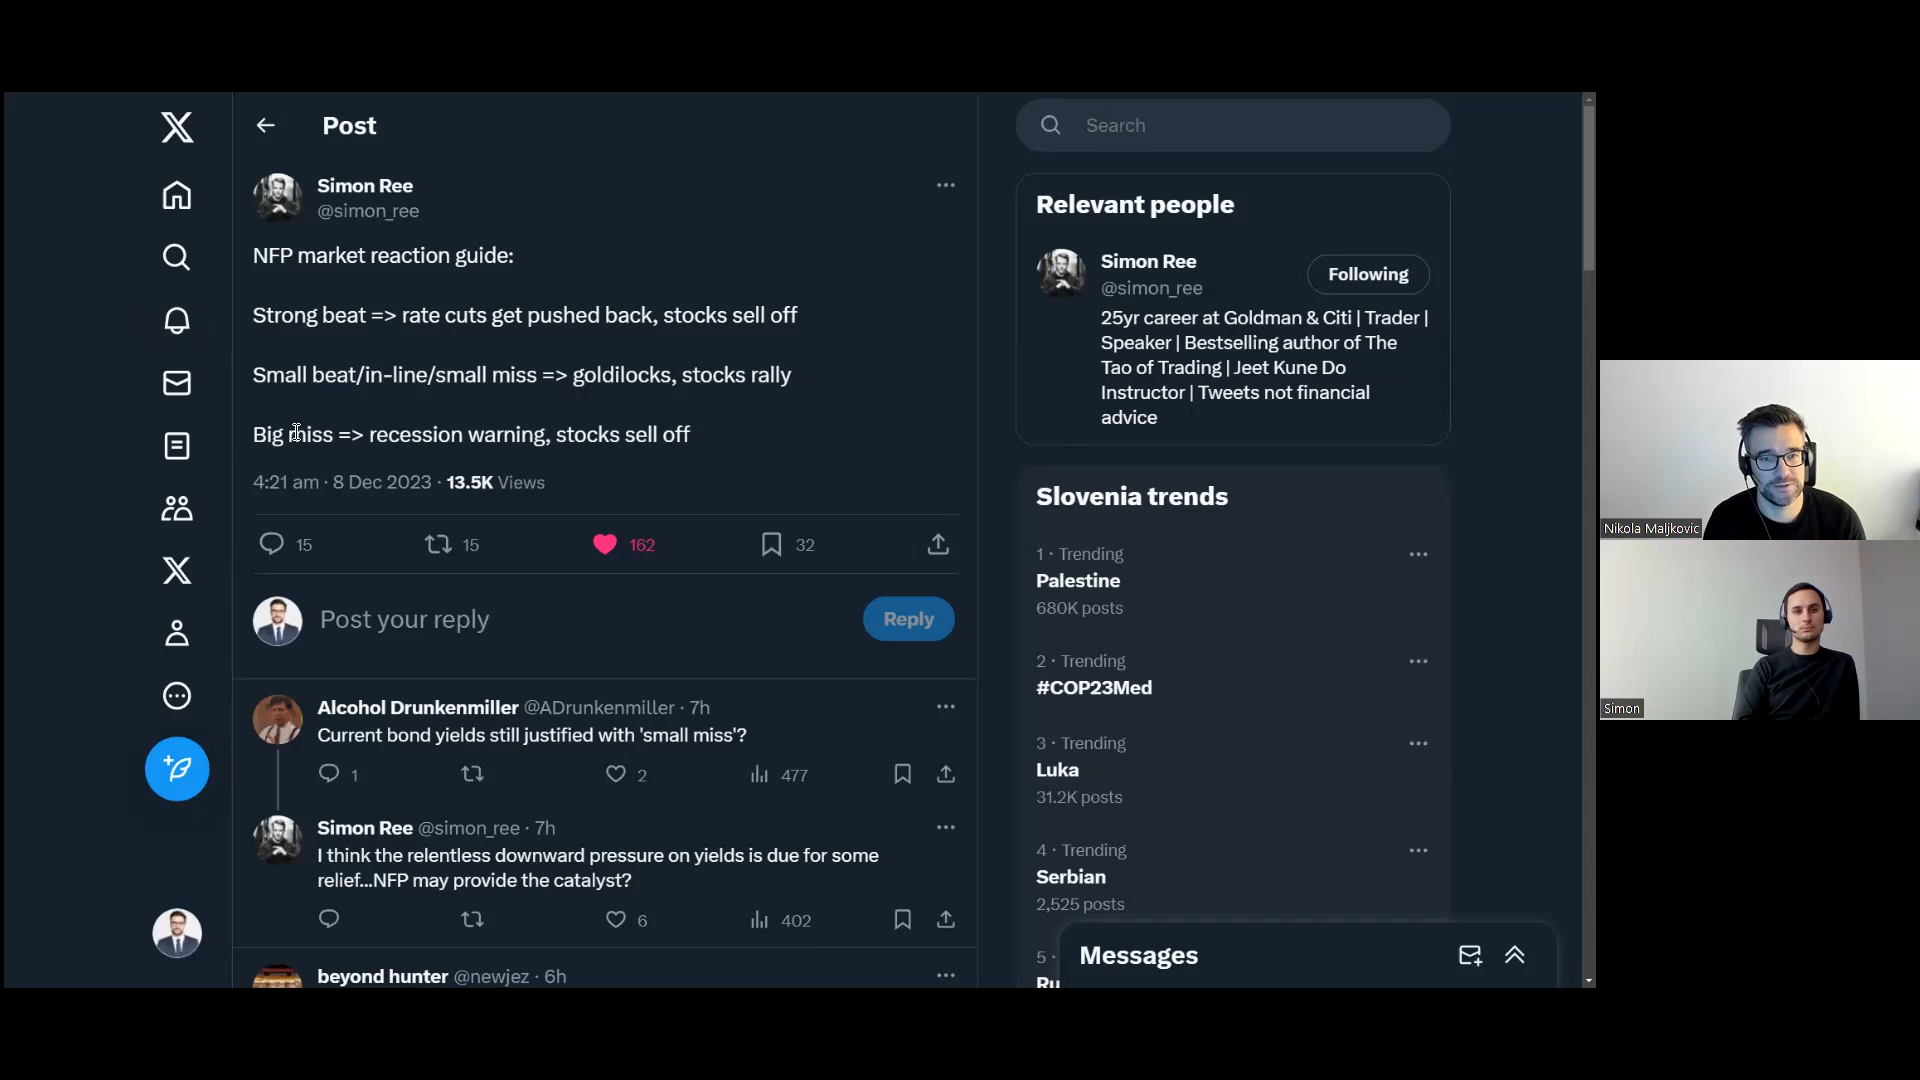 Post
Simon Ree
@simon_ree
NFP market reaction guide:
Strong beat => rate cuts get pushed back, stocks sell off
Small beat/in-line/small miss => goldilocks, stocks rally
Big miss => recession warning, stocks sell off
4:21 am · 8 Dec 2023 · 13.5K Views
15 15 162 32
Post your reply
Reply
Alcohol Drunkenmiller @ADrunkenmiller · 7h
Current bond yields still justified with 'small miss'?
1 2 477
Simon Ree @simon_ree · 7h
I think the relentless downward pressure on yields is due for some
relief...NFP may provide the catalyst?
6 402
beyond hunter @newjez · 6h
Search
Relevant people
Simon Ree
@simon_ree
Following
25yr career at Goldman & Citi | Trader |
Speaker | Bestselling author of The
Tao of Trading | Jeet Kune Do
Instructor | Tweets not financial
advice
Slovenia trends
1 · Trending
Palestine
680K posts
2 · Trending
#COP23Med
3 · Trending
Luka
31.2K posts
4 · Trending
Serbian
2,525 posts
5 ·
Ru
Messages
Nikola Maljkovic
Simon